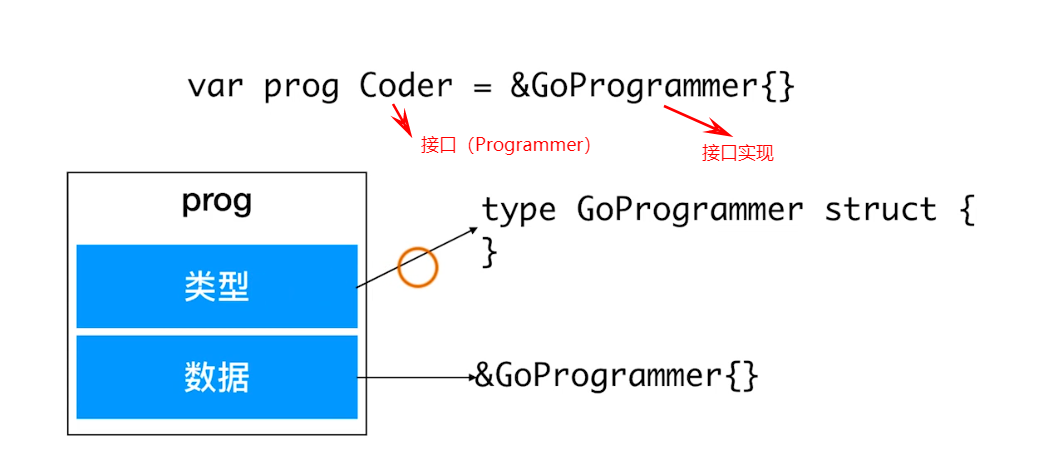 var prog Coder = &GoProgrammer{}
接口（Programmer）
接口实现
prog
type GoProgrammer struct {
}
类型
数据
&GoProgrammer{}